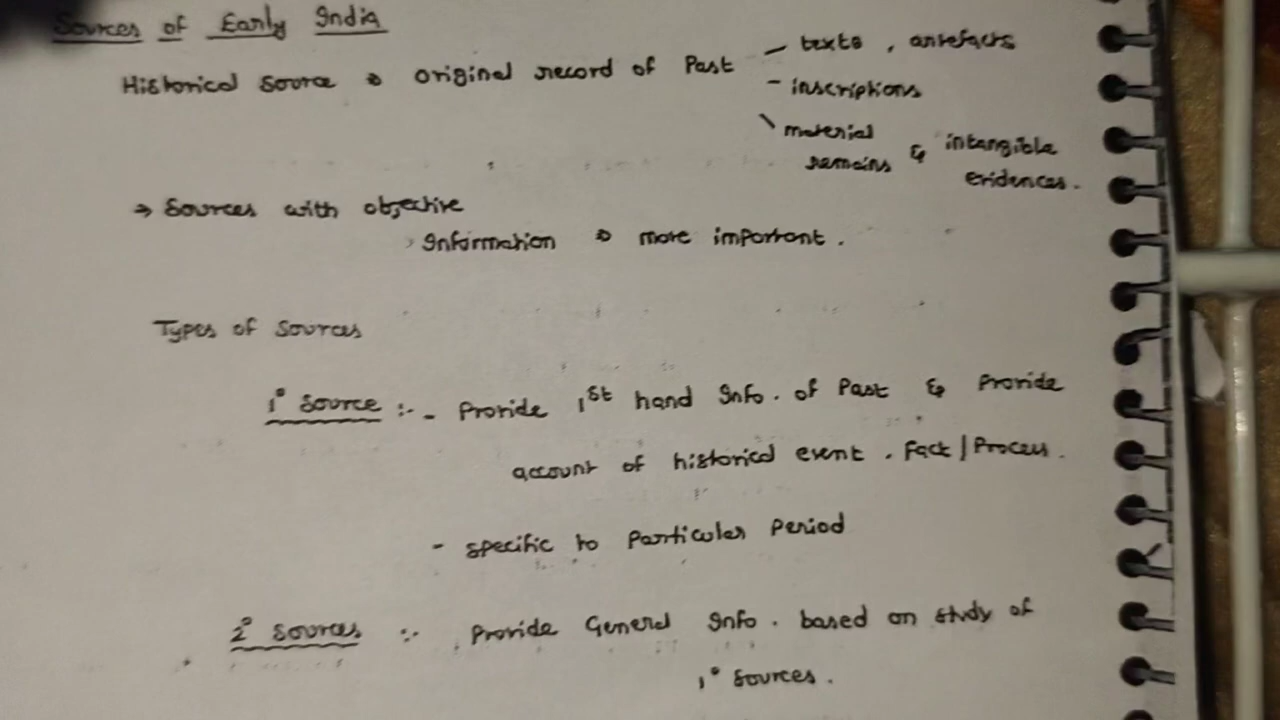 Sources of Early India
Historical Source → original record of Past - texts, artefacts
- inscriptions
\ material remains & intangible evidences.
→ Sources with objective
Information → more important.
Types of Sources
1° Source :- - Provide 1st hand Info. of Past & Provide
account of historical event. Fact/Process.
- specific to Particular Period
2° Sources :- Provide General Info. based on study of
1° Sources.